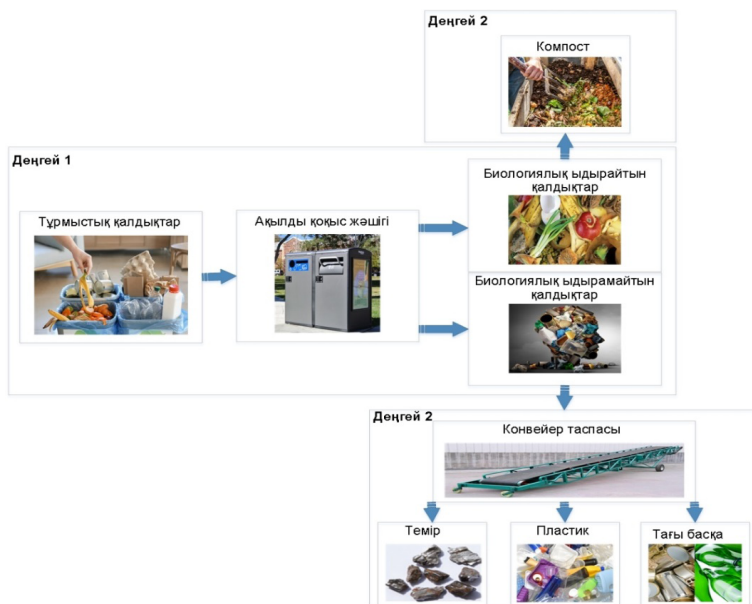 Деңгей 2
Компост
Деңгей 1
Тұрмыстық қалдықтар
Ақылды қоқыс жәшігі
Биологиялық ыдырайтын
қалдықтар
Биологиялық ыдырамайтын
қалдықтар
Деңгей 2
Конвейер таспасы
Темір
Пластик
Тағы басқа